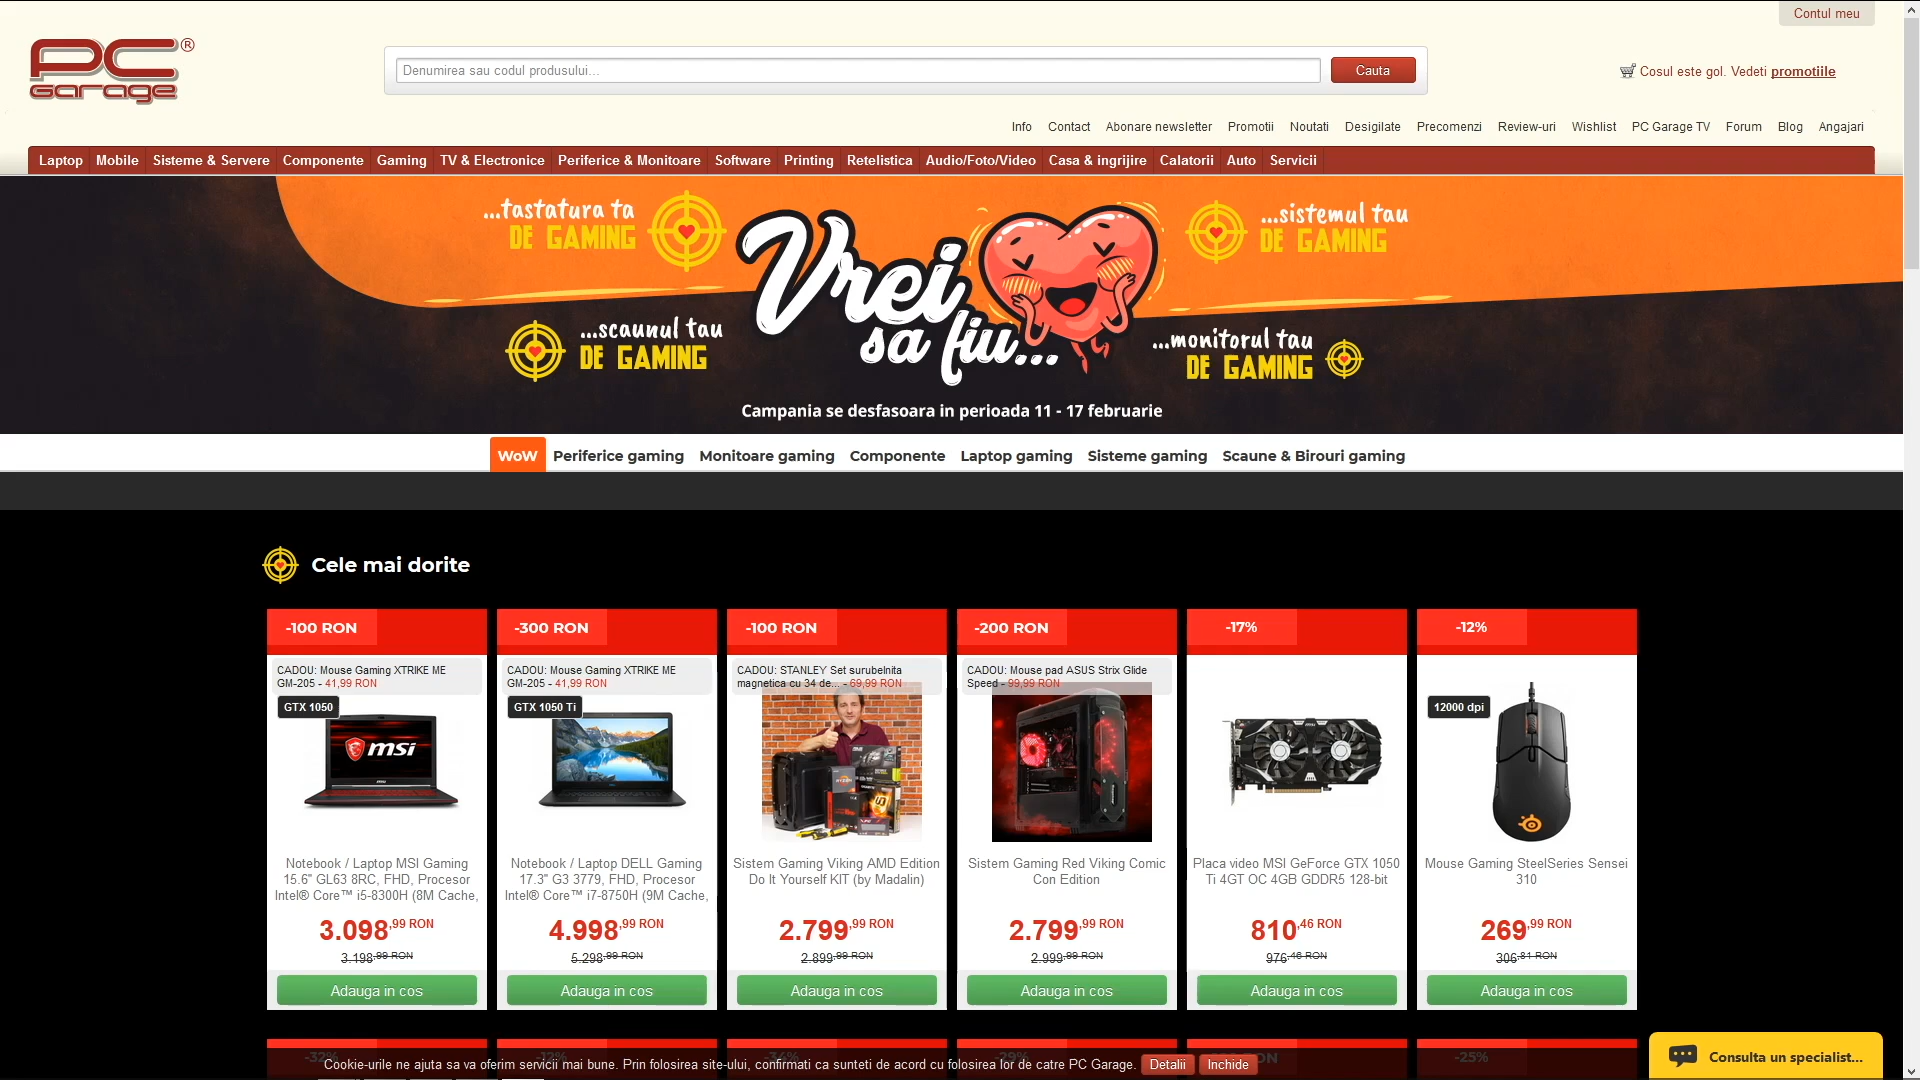 Contul meu
PC Garage ®
Denumirea sau codul produsului...
Cauta
Cosul este gol. Vedeti promotiile
Info Contact Abonare newsletter Promotii Noutati Desigilate Precomenzi Review-uri Wishlist PC Garage TV Forum Blog Angajari
Laptop Mobile Sisteme & Servere Componente Gaming TV & Electronice Periferice & Monitoare Software Printing Retelistica Audio/Foto/Video Casa & ingrijire Calatorii Auto Servicii
...tastatura ta
DE GAMING
Vrei
sa fiu...
...sistemul tau
DE GAMING
...scaunul tau
DE GAMING
...monitorul tau
DE GAMING
Campania se desfasoara in perioada 11 - 17 februarie
WoW Periferice gaming Monitoare gaming Componente Laptop gaming Sisteme gaming Scaune & Birouri gaming
Cele mai dorite
-100 RON
CADOU: Mouse Gaming XTRIKE ME
GM-205 - 41,99 RON
GTX 1050
msi
Notebook / Laptop MSI Gaming
15.6" GL63 8RC, FHD, Procesor
Intel® Core™ i5-8300H (8M Cache,
3.098,99 RON
3.198,99 RON
Adauga in cos
-300 RON
CADOU: Mouse Gaming XTRIKE ME
GM-205 - 41,99 RON
GTX 1050 Ti
Notebook / Laptop DELL Gaming
17.3" G3 3779, FHD, Procesor
Intel® Core™ i7-8750H (9M Cache,
4.998,99 RON
5.298,99 RON
Adauga in cos
-100 RON
CADOU: STANLEY Set surubelnita
magnetica cu 34 de... - 69,99 RON
Sistem Gaming Viking AMD Edition
Do It Yourself KIT (by Madalin)
2.799,99 RON
2.899,99 RON
Adauga in cos
-200 RON
CADOU: Mouse pad ASUS Strix Glide
Speed - 99,99 RON
Sistem Gaming Red Viking Comic
Con Edition
2.799,99 RON
2.999,99 RON
Adauga in cos
-17%
Placa video MSI GeForce GTX 1050
Ti 4GT OC 4GB GDDR5 128-bit
810,46 RON
976,46 RON
Adauga in cos
-12%
12000 dpi
Mouse Gaming SteelSeries Sensei
310
269,99 RON
306,81 RON
Adauga in cos
-32% -12% -29% -25%
Cookie-urile ne ajuta sa va oferim servicii mai bune. Prin folosirea site-ului, confirmati ca sunteti de acord cu folosirea lor de catre PC Garage. Detalii Inchide
Consulta un specialist...